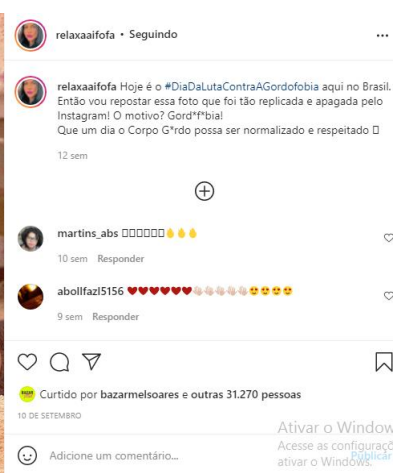 relaxaaifofa • Seguindo
relaxaaifofa Hoje é o #DiaDaLutaContraAGordofobia aqui no Brasil.
Então vou repostar essa foto que foi tão replicada e apagada pelo
Instagram! O motivo? Gord*f*bia!
Que um dia o Corpo G*rdo possa ser normalizado e respeitado
12 sem
martins_abs
10 sem Responder
abollfazl5156
9 sem Responder
Curtido por bazarmelsoares e outras 31.270 pessoas
10 DE SETEMBRO
Ativar o Window
Acesse as configuraçõ
Adicione um comentário... Publicar
ativar o Windows.